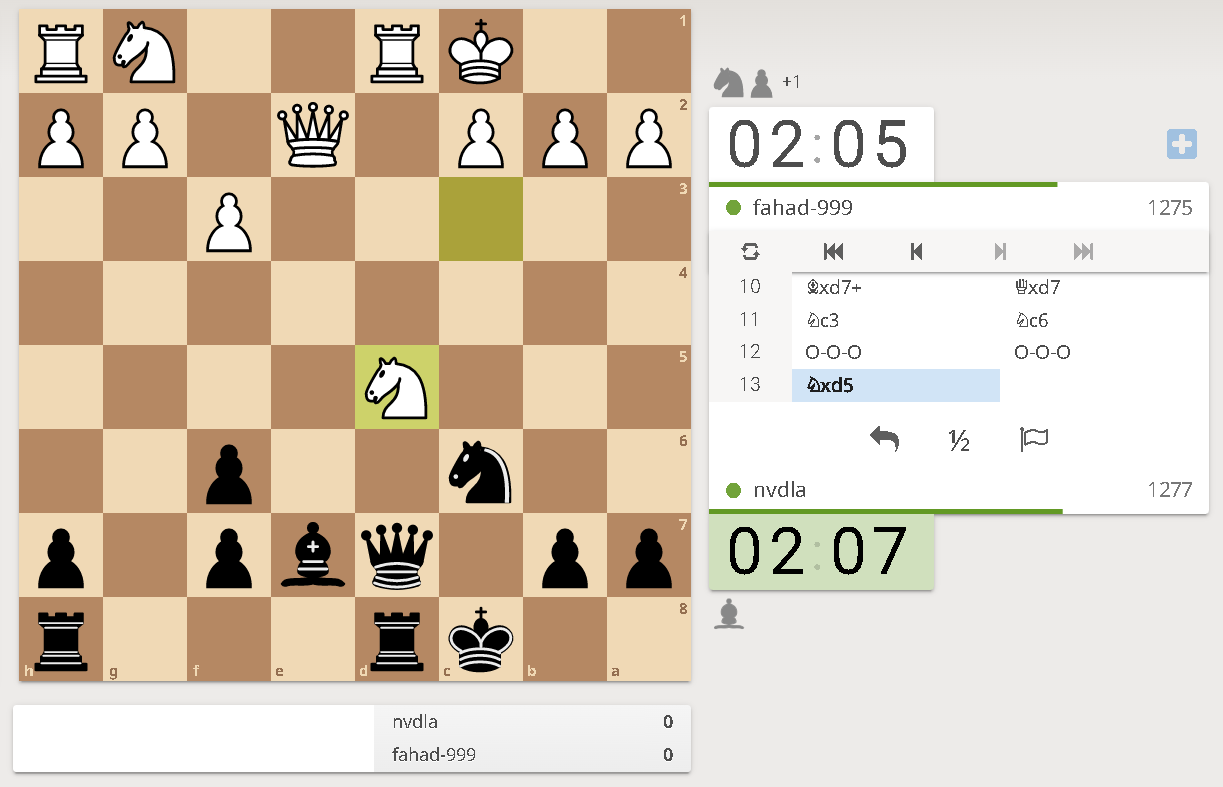 1
2
3
4
5
6
7
8
h g f e d c b a
+1
02:05
fahad-999 1275
10 ♗xd7+ ♕xd7
11 ♘c3 ♘c6
12 O-O-O O-O-O
13 ♘xd5
½
nvdla 1277
02:07
nvdla 0
fahad-999 0